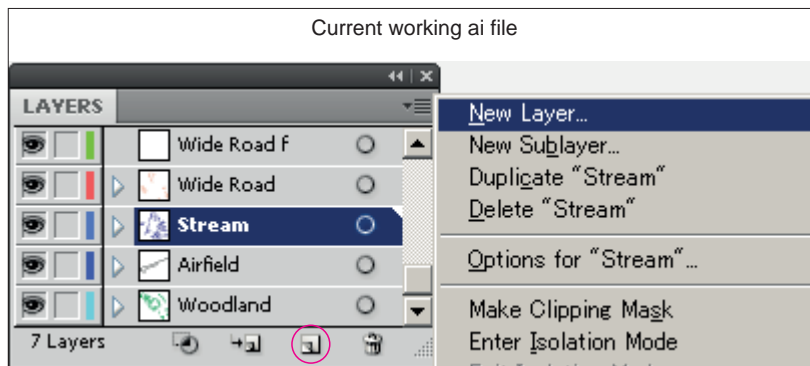 Current working ai file
LAYERS
Wide Road f
Wide Road
Stream
Airfield
Woodland
7 Layers
New Layer...
New Sublayer...
Duplicate "Stream"
Delete "Stream"
Options for "Stream"...
Make Clipping Mask
Enter Isolation Mode